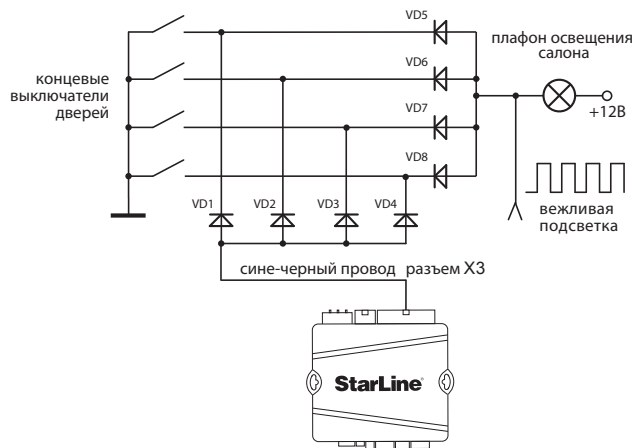 VD5
плафон освещения
салона
концевые
выключатели
дверей
VD6
+12В
VD7
VD8
VD1
VD2
VD3
VD4
вежливая
подсветка
сине-черный провод разъем X3
StarLine®